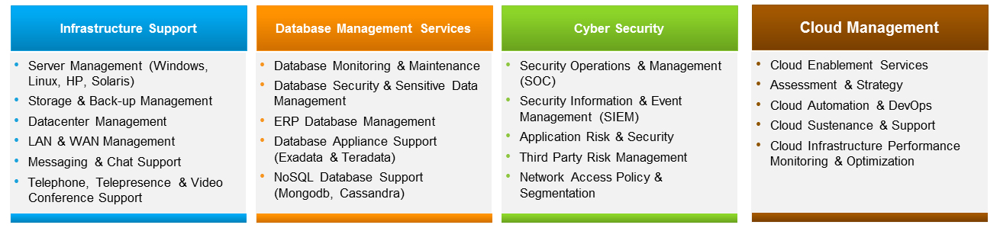 Infrastructure Support
• Server Management (Windows,
Linux, HP, Solaris)
• Storage & Back-up Management
• Datacenter Management
• LAN & WAN Management
• Messaging & Chat Support
• Telephone, Telepresence & Video
Conference Support
Database Management Services
• Database Monitoring & Maintenance
• Database Security & Sensitive Data
Management
• ERP Database Management
• Database Appliance Support
(Exadata & Teradata)
• NoSQL Database Support
(Mongodb, Cassandra)
Cyber Security
• Security Operations & Management
(SOC)
• Security Information & Event
Management (SIEM)
• Application Risk & Security
• Third Party Risk Management
• Network Access Policy &
Segmentation
Cloud Management
• Cloud Enablement Services
• Assessment & Strategy
• Cloud Automation & DevOps
• Cloud Sustenance & Support
• Cloud Infrastructure Performance
Monitoring & Optimization